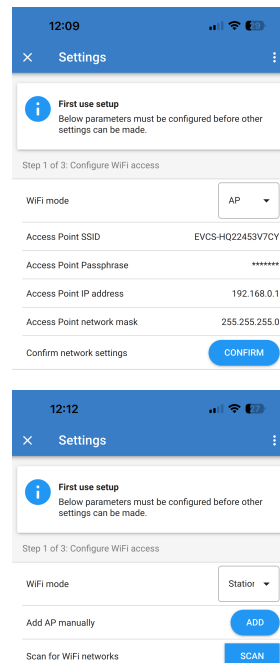 12:09
29
Settings
First use setup
Below parameters must be configured before other
settings can be made.
Step 1 of 3: Configure WiFi access
WiFi mode
AP
Access Point SSID
EVCS-HQ22453V7CY
Access Point Passphrase
*******
Access Point IP address
192.168.0.1
Access Point network mask
255.255.255.0
Confirm network settings
CONFIRM
12:12
27
Settings
First use setup
Below parameters must be configured before other
settings can be made.
Step 1 of 3: Configure WiFi access
WiFi mode
Station
Add AP manually
ADD
Scan for WiFi networks
SCAN